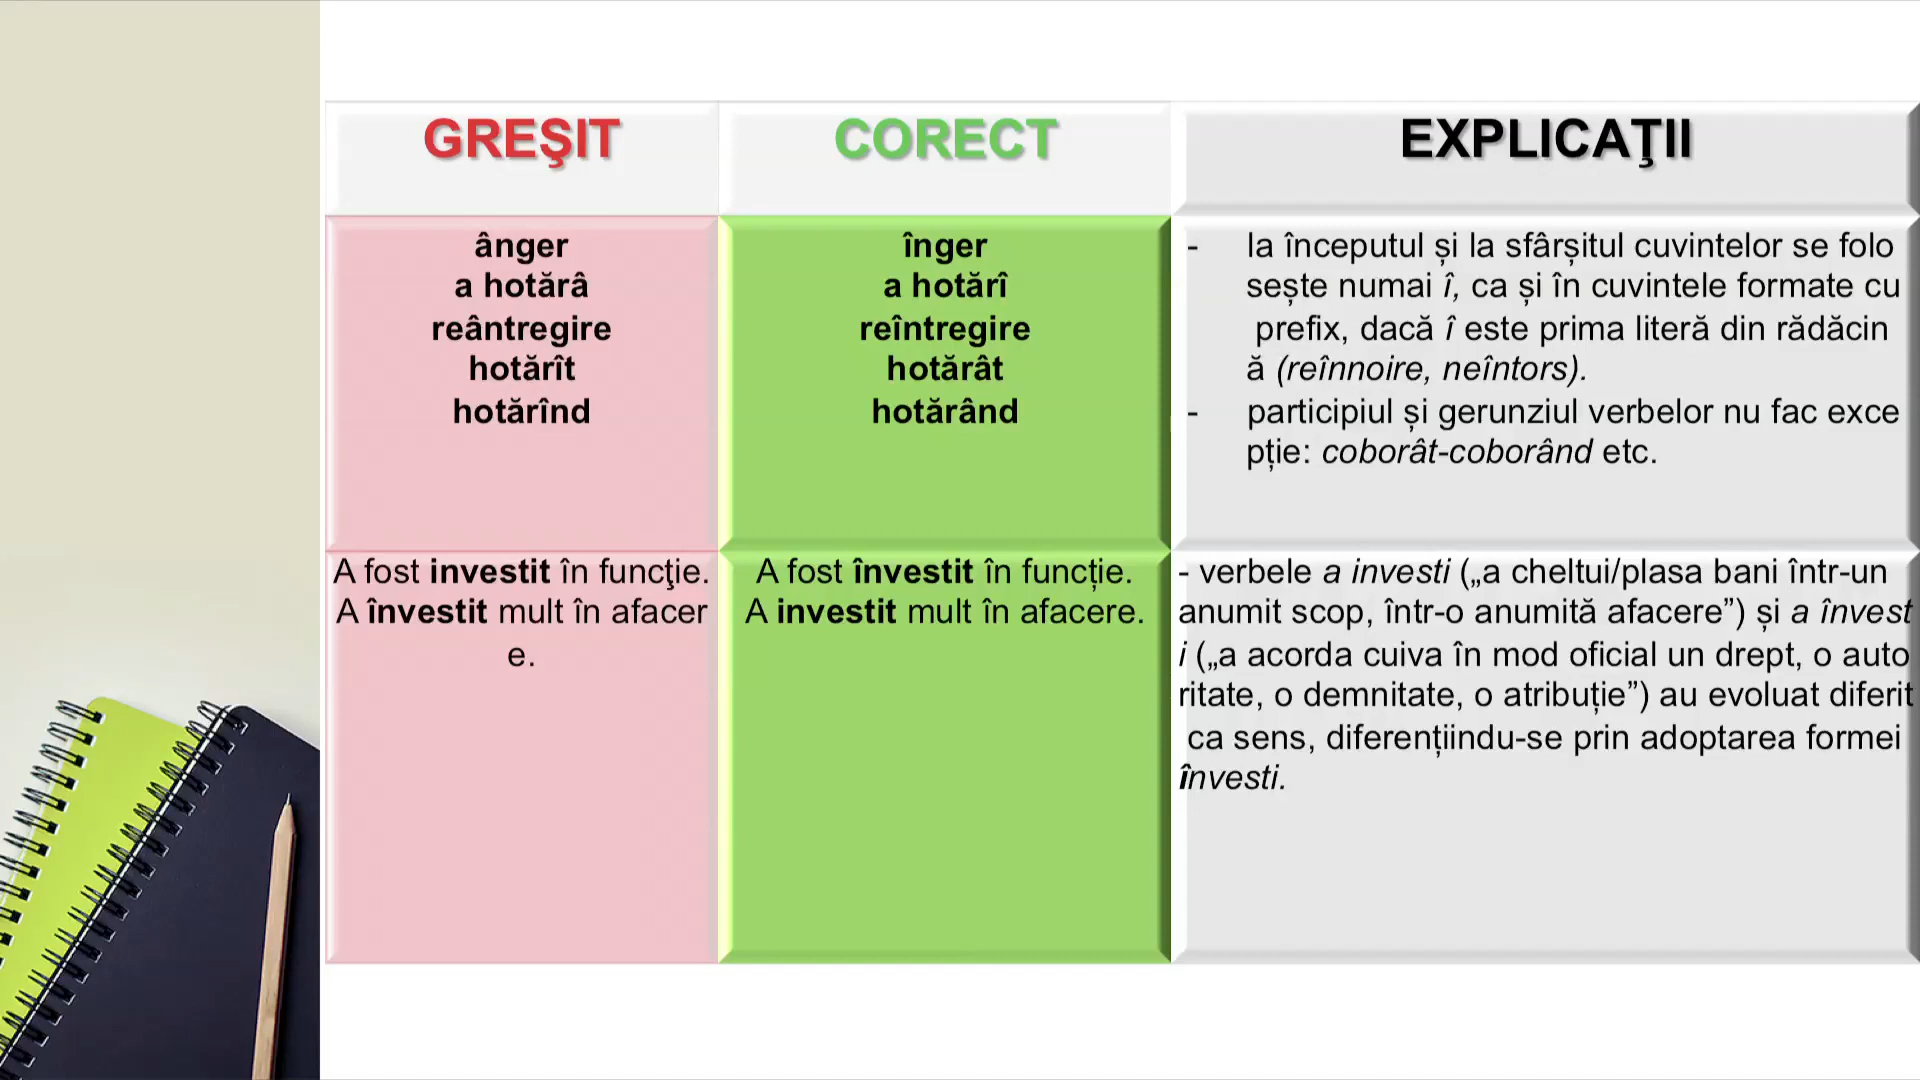 GREŞIT
CORECT
EXPLICAŢII
ânger
a hotărâ
reântregire
hotărît
hotărînd
înger
a hotărî
reîntregire
hotărât
hotărând
- la începutul și la sfârșitul cuvintelor se folo
sește numai î, ca și în cuvintele formate cu
prefix, dacă î este prima literă din rădăcin
ă (reînnoire, neîntors).
- participiul și gerunziul verbelor nu fac exce
pție: coborât-coborând etc.
A fost investit în funcţie.
A învestit mult în afacer
e.
A fost învestit în funcție.
A investit mult în afacere.
- verbele a investi („a cheltui/plasa bani într-un
anumit scop, într-o anumită afacere”) și a învest
i („a acorda cuiva în mod oficial un drept, o auto
ritate, o demnitate, o atribuție”) au evoluat diferit
ca sens, diferențiindu-se prin adoptarea formei
învesti.